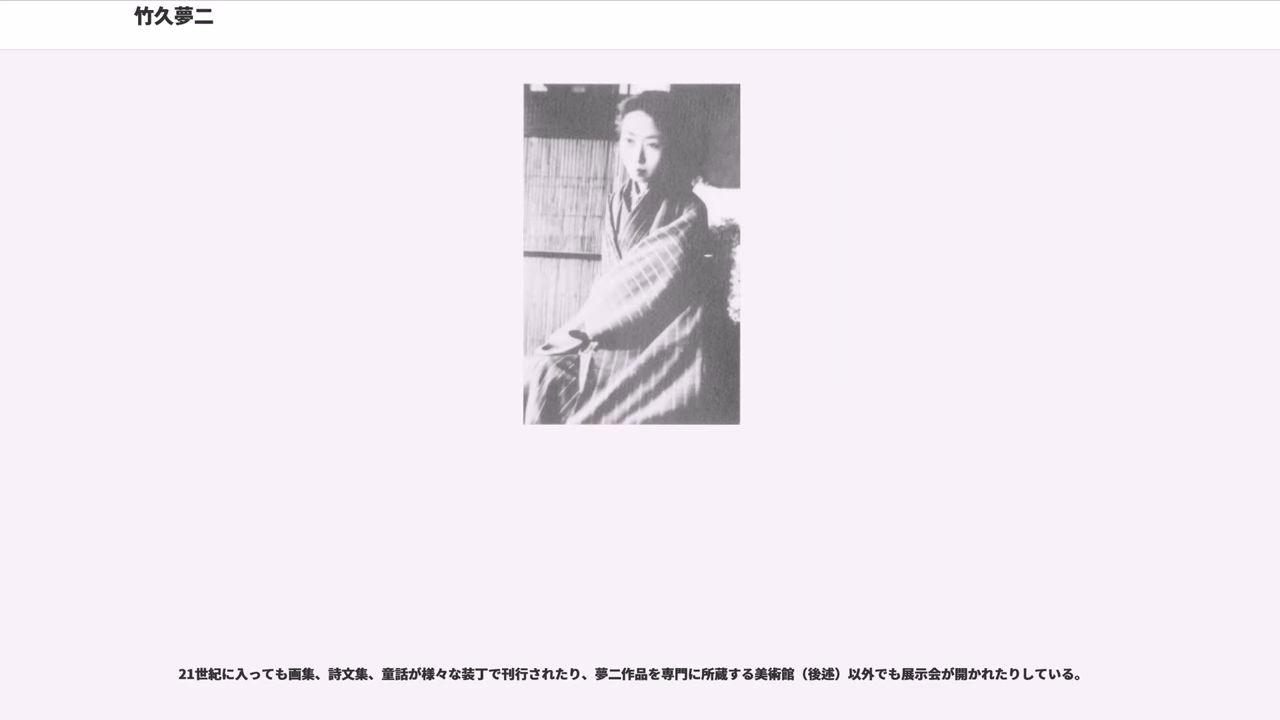 竹久夢二
21世紀に入っても画集、詩文集、童話が様々な装丁で刊行されたり、夢二作品を専門に所蔵する美術館（後述）以外でも展示会が開かれたりしている。